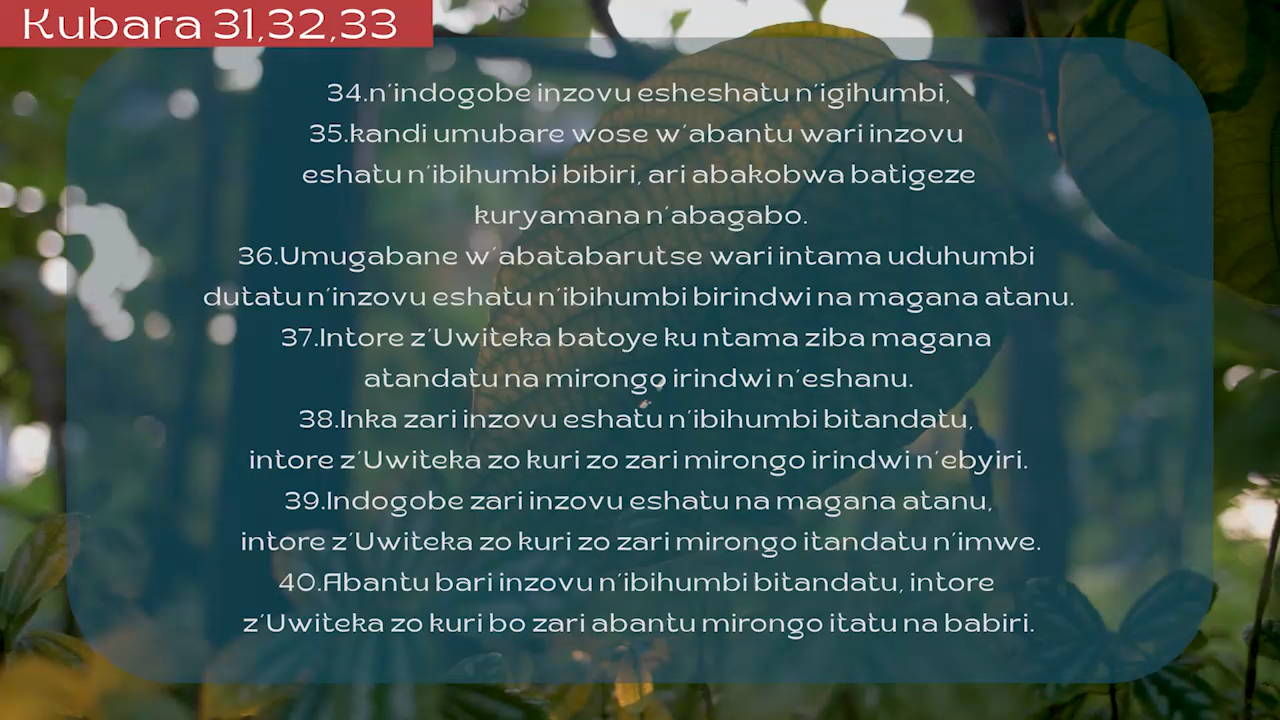 Kubara 31,32,33
34.n'indogobe inzovu esheshatu n'igihumbi,
35.kandi umubare wose w'abantu wari inzovu
eshatu n'ibihumbi bibiri, ari abakobwa batigeze
kuryamana n'abagabo.
36.Umugabane w'abatabarutse wari intama uduhumbi
dutatu n'inzovu eshatu n'ibihumbi birindwi na magana atanu.
37.Intore z'Uwiteka batoye ku ntama ziba magana
atandatu na mirongo irindwi n'eshanu.
38.Inka zari inzovu eshatu n'ibihumbi bitandatu,
intore z'Uwiteka zo kuri zo zari mirongo irindwi n'ebyiri.
39.Indogobe zari inzovu eshatu na magana atanu,
intore z'Uwiteka zo kuri zo zari mirongo itandatu n'imwe.
40.Abantu bari inzovu n'ibihumbi bitandatu, intore
z'Uwiteka zo kuri bo zari abantu mirongo itatu na babiri.